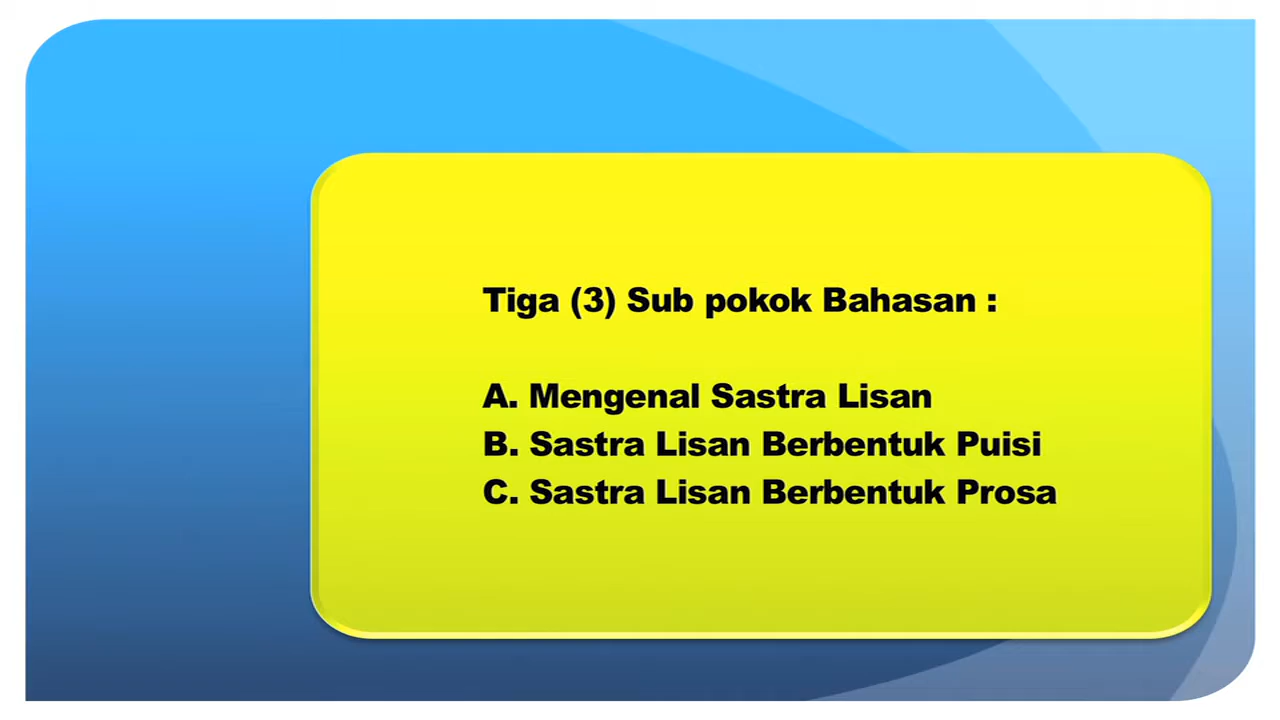 Tiga (3) Sub pokok Bahasan :
A. Mengenal Sastra Lisan
B. Sastra Lisan Berbentuk Puisi
C. Sastra Lisan Berbentuk Prosa